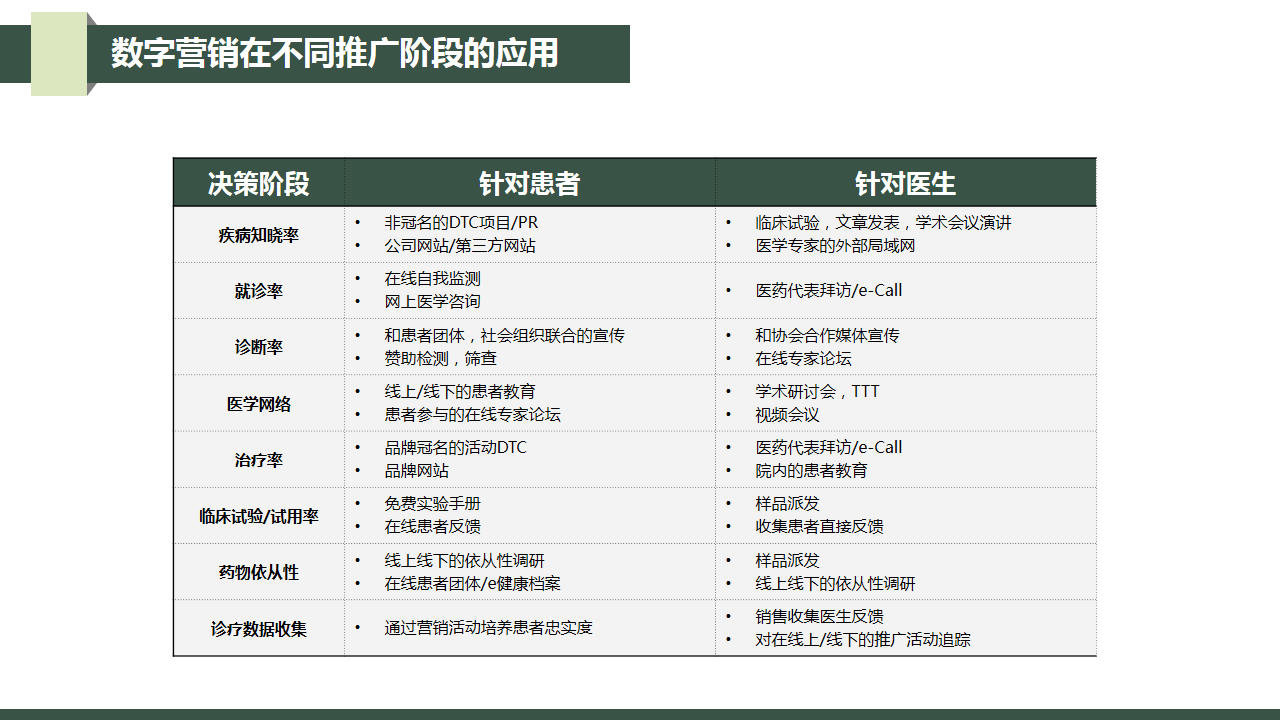 数字营销在不同推广阶段的应用
决策阶段 针对患者 针对医生
疾病知晓率
• 非冠名的DTC项目/PR
• 公司网站/第三方网站
• 临床试验，文章发表，学术会议演讲
• 医学专家的外部局域网
就诊率
• 在线自我监测
• 网上医学咨询
• 医药代表拜访/e-Call
诊断率
• 和患者团体，社会组织联合的宣传
• 赞助检测，筛查
• 和协会合作媒体宣传
• 在线专家论坛
医学网络
• 线上/线下的患者教育
• 患者参与的在线专家论坛
• 学术研讨会，TTT
• 视频会议
治疗率
• 品牌冠名的活动DTC
• 品牌网站
• 医药代表拜访/e-Call
• 院内的患者教育
临床试验/试用率
• 免费实验手册
• 在线患者反馈
• 样品派发
• 收集患者直接反馈
药物依从性
• 线上线下的依从性调研
• 在线患者团体/e健康档案
• 样品派发
• 线上线下的依从性调研
诊疗数据收集
• 通过营销活动培养患者忠实度
• 销售收集医生反馈
• 对在线上/线下的推广活动追踪